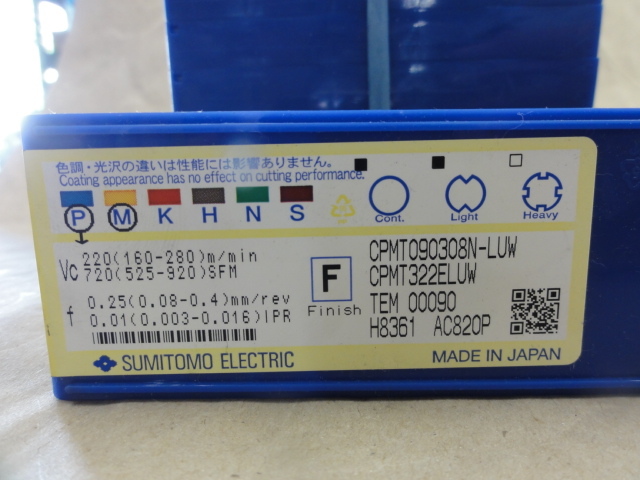 色調・光沢の違いは性能には影響ありません。
Coating appearance has no effect on cutting performance.
P M K H N S
Cont. Light Heavy
Vc 220(160-280)m/min
720(525-920)SFM
f 0.25(0.08-0.4)mm/rev
0.01(0.003-0.016)IPR
F
Finish
CPMT090308N-LUW
CPMT322ELUW
TEM 00090
H8361 AC820P
SUMITOMO ELECTRIC
MADE IN JAPAN